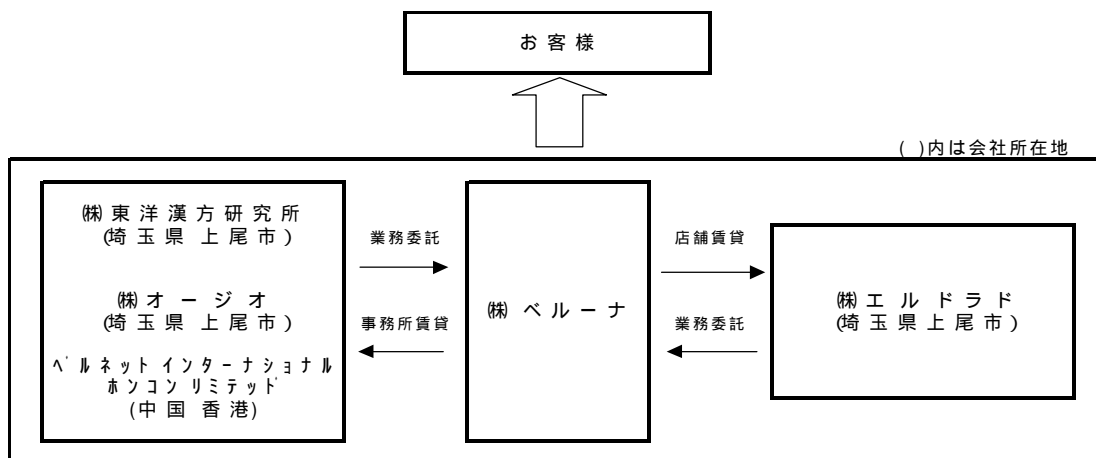 お客様
( )内は会社所在地
㈱東洋漢方研究所
(埼玉県上尾市)
㈱オージオ
(埼玉県上尾市)
ベルネットインターナショナル
ホンコンリミテッド
(中国香港)
業務委託
事務所賃貸
㈱ベルーナ
店舗賃貸
業務委託
㈱エルドラド
(埼玉県上尾市)